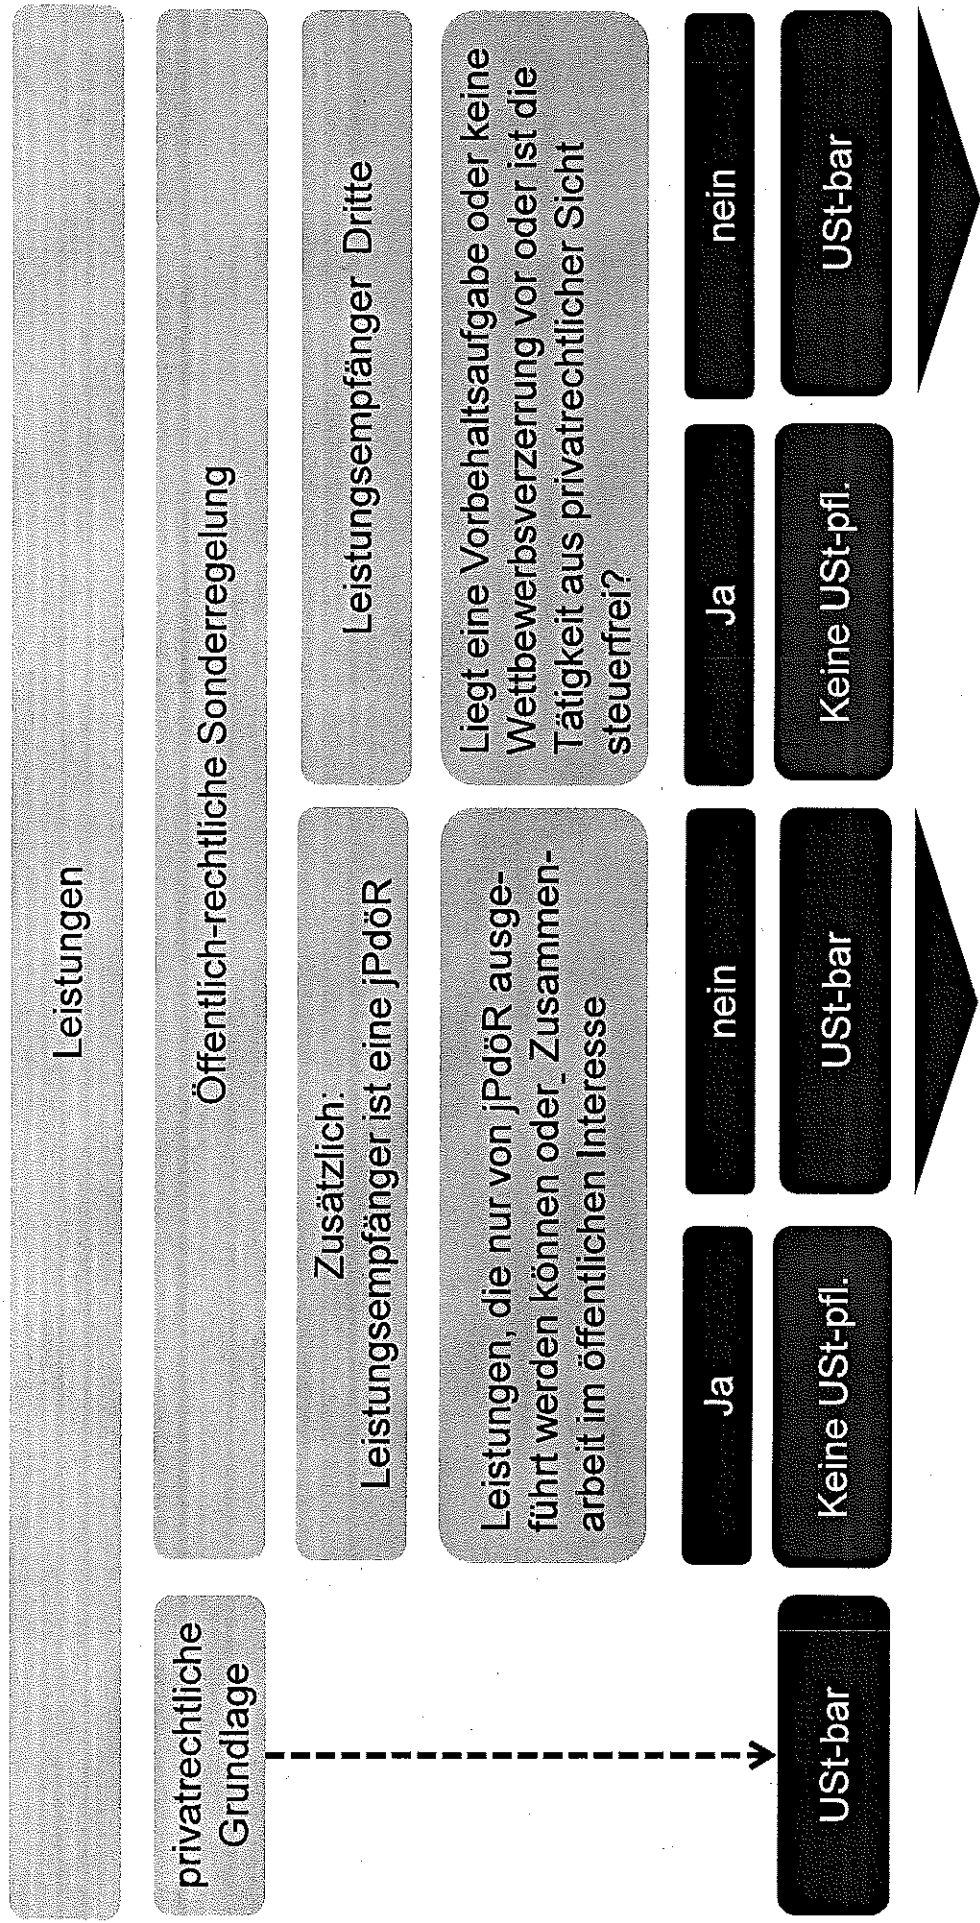 Leistungen
privatrechtliche
Grundlage
Öffentlich-rechtliche Sonderregelung
Zusätzlich:
Leistungsempfänger ist eine jPdöR
Leistungsempfänger Dritte
Leistungen, die nur von jPdöR ausge-
führt werden können oder Zusammen-
arbeit im öffentlichen Interesse
Liegt eine Vorbehaltsaufgabe oder keine
Wettbewerbsverzerrung vor oder ist die
Tätigkeit aus privatrechtlicher Sicht
steuerfrei?
Ja
nein
Ja
nein
USt-bar
Keine USt-pfl.
USt-bar
Keine USt-pfl.
USt-bar